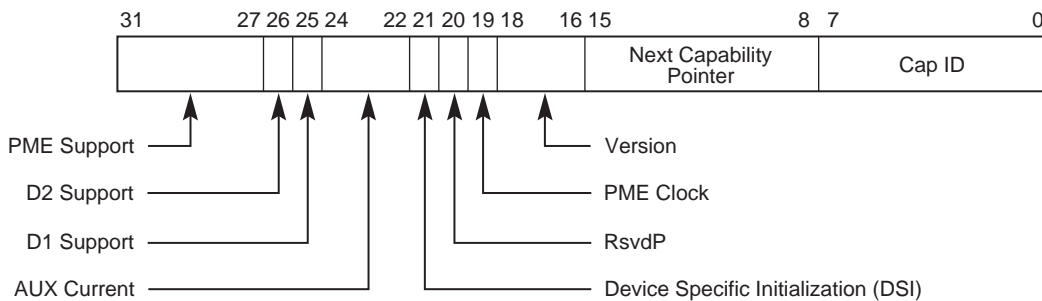 31 27 26 25 24 22 21 20 19 18 16 15 8 7 0
Next Capability
Pointer
Cap ID
PME Support
Version
D2 Support
PME Clock
D1 Support
RsvdP
AUX Current
Device Specific Initialization (DSI)